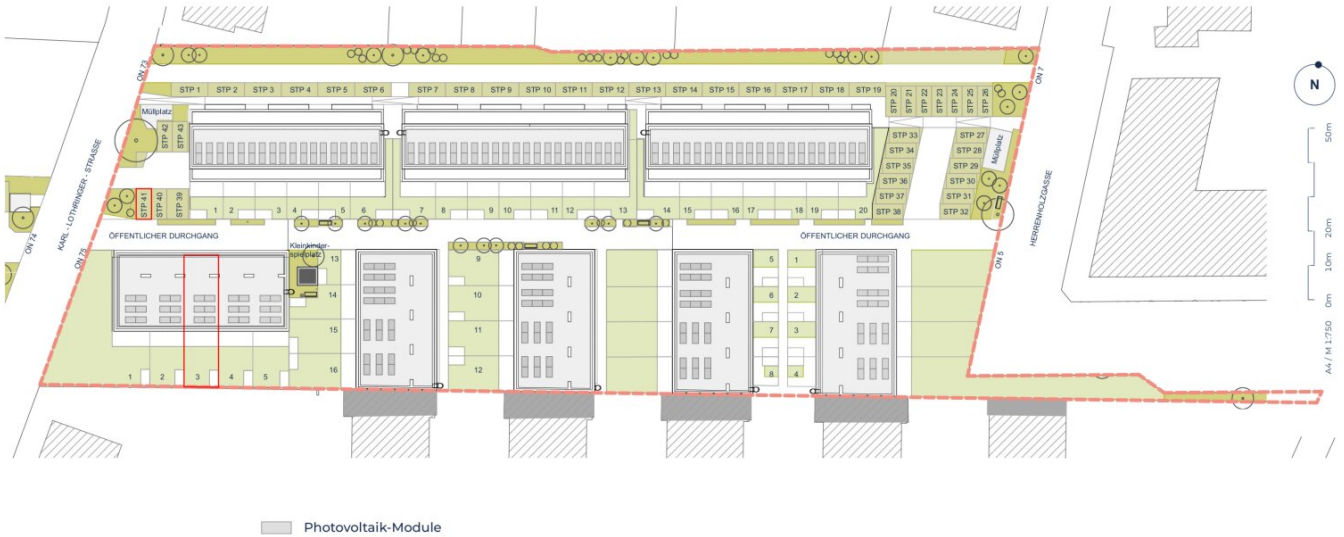 ON 73
STP 1 STP 2 STP 3 STP 4 STP 5 STP 6 STP 7 STP 8 STP 9 STP 10 STP 11 STP 12 STP 13 STP 14 STP 15 STP 16 STP 17 STP 18 STP 19 STP 20 STP 21 STP 22 STP 23 STP 24 STP 25 STP 26
ON 7
N
Müllplatz
STP 42 STP 43
STP 33 STP 27
STP 34 STP 28
STP 35 STP 29
STP 36 STP 30
STP 37 STP 31
STP 38 STP 32
Müllplatz
KARL - LOTHRINGER - STRASSE
STP 41 STP 40 STP 39
1 2 3 4 5 6 7 8 9 10 11 12 13 14 15 16 17 18 19 20
HERRENHOLZGASSE
ON 74
ON 75
ÖFFENTLICHER DURCHGANG
ÖFFENTLICHER DURCHGANG
ON 5
Kleinkinder-
spielplatz
13 9 5 1
14 10 6 2
15 11 7 3
16 12 8 4
1 2 3 4 5
50m
20m
10m
0m
A4 / M 1:750
Photovoltaik-Module